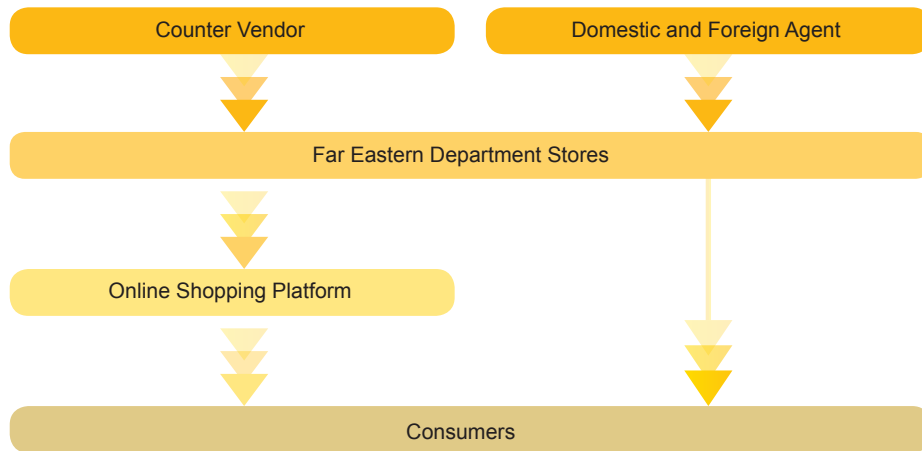 Counter Vendor
Domestic and Foreign Agent
Far Eastern Department Stores
Online Shopping Platform
Consumers